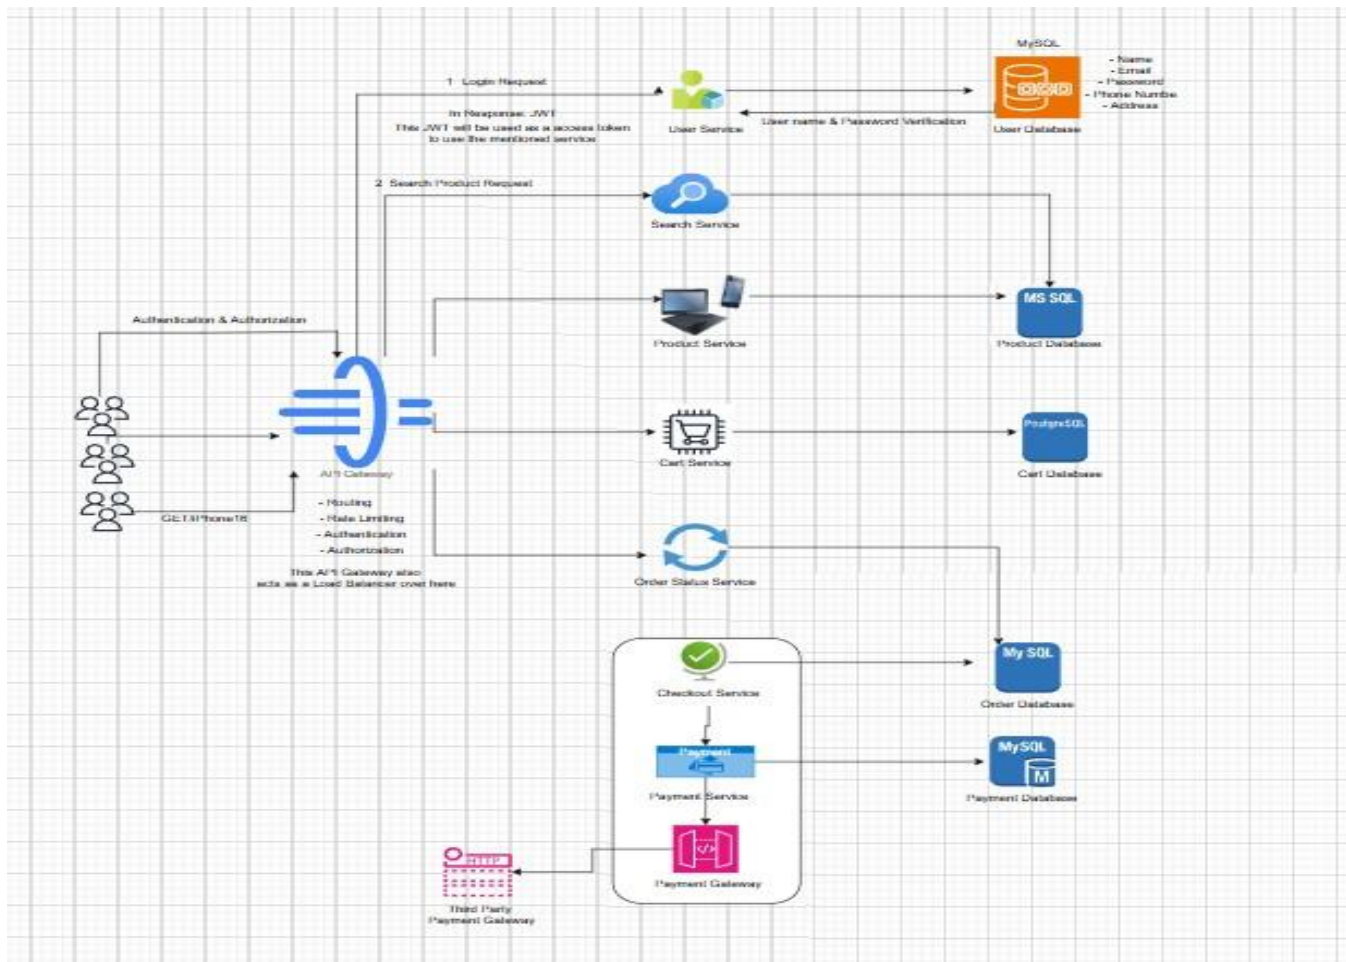 MySQL
- Name
- Email
- Password
- Phone Numbe
- Address
User Database
1 Login Request
In Response: JWT
This JWT will be used as a access token
to use the mentioned service
User Service
User name & Password Verification
2 Search Product Request
Search Service
MS SQL
Product Database
Product Service
Authentication & Authorization
API Gateway
- Routing
- Rate Limiting
- Authentication
- Authorization
This API Gateway also
acts as a Load Balancer over here
GET/iPhone16
Cart Service
PostgreSQL
Cart Database
Order Status Service
My SQL
Order Database
Checkout Service
Payment
Payment Service
MySQL
M
Payment Database
</>
Payment Gateway
HTTP
Third Party
Payment Gateway